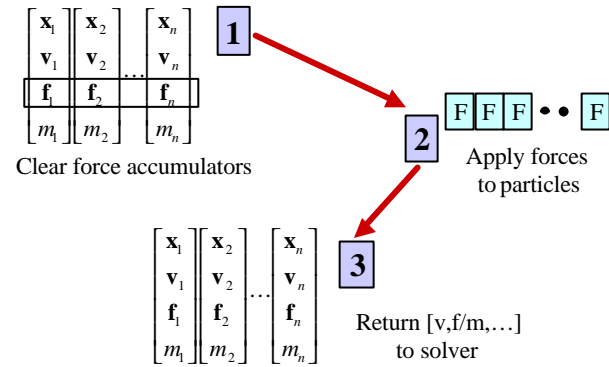 x1 x2 xn
v1 v2 ... vn
f1 f2 fn
m1 m2 mn
1
Clear force accumulators
2
F F F •• F
Apply forces
to particles
x1 x2 xn
v1 v2 vn
...
f1 f2 fn
m1 m2 mn
3
Return [v,f/m,...]
to solver